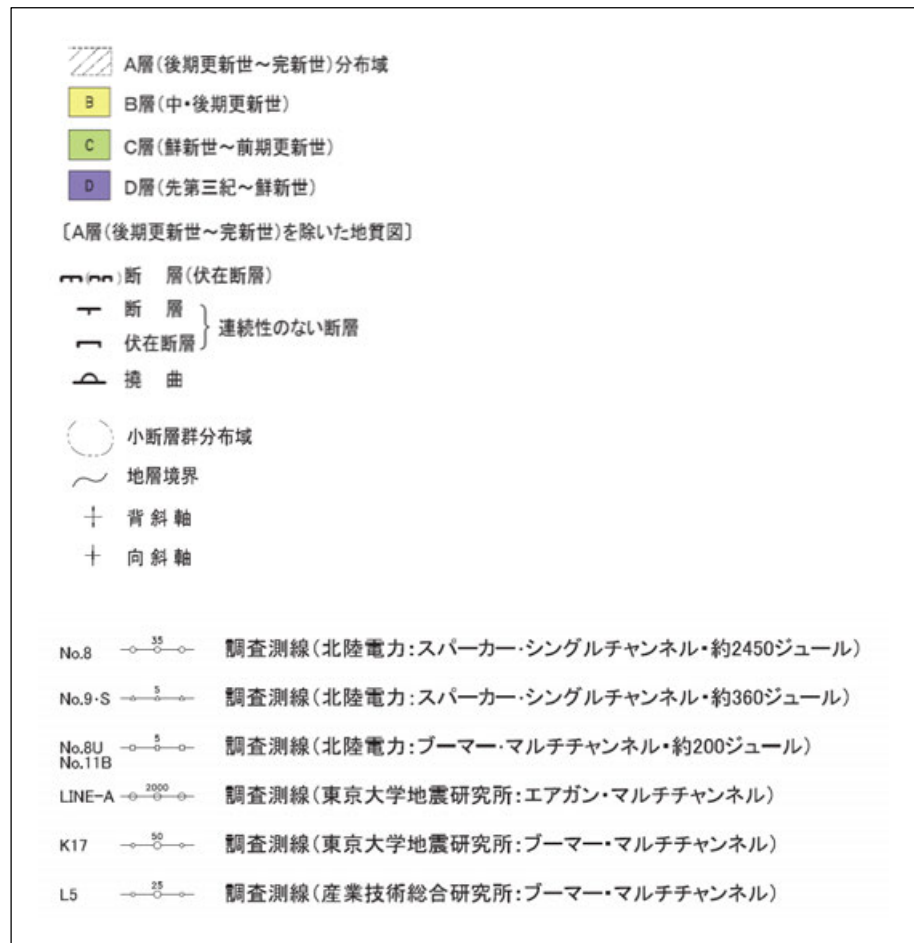 A層(後期更新世～完新世)分布域
B B層(中・後期更新世)
C C層(鮮新世～前期更新世)
D D層(先第三紀～鮮新世)
〔A層(後期更新世～完新世)を除いた地質図〕
断 層(伏在断層)
断 層
連続性のない断層
伏在断層
撓 曲
小断層群分布域
地層境界
背斜軸
向斜軸
No.8 35 調査測線(北陸電力:スパーカー・シングルチャンネル・約2450ジュール)
No.9・S 5 調査測線(北陸電力:スパーカー・シングルチャンネル・約360ジュール)
No.8U 5 調査測線(北陸電力:ブーマー・マルチチャンネル・約200ジュール)
No.11B
LINE-A 2000 調査測線(東京大学地震研究所:エアガン・マルチチャンネル)
K17 50 調査測線(東京大学地震研究所:ブーマー・マルチチャンネル)
L5 25 調査測線(産業技術総合研究所:ブーマー・マルチチャンネル)